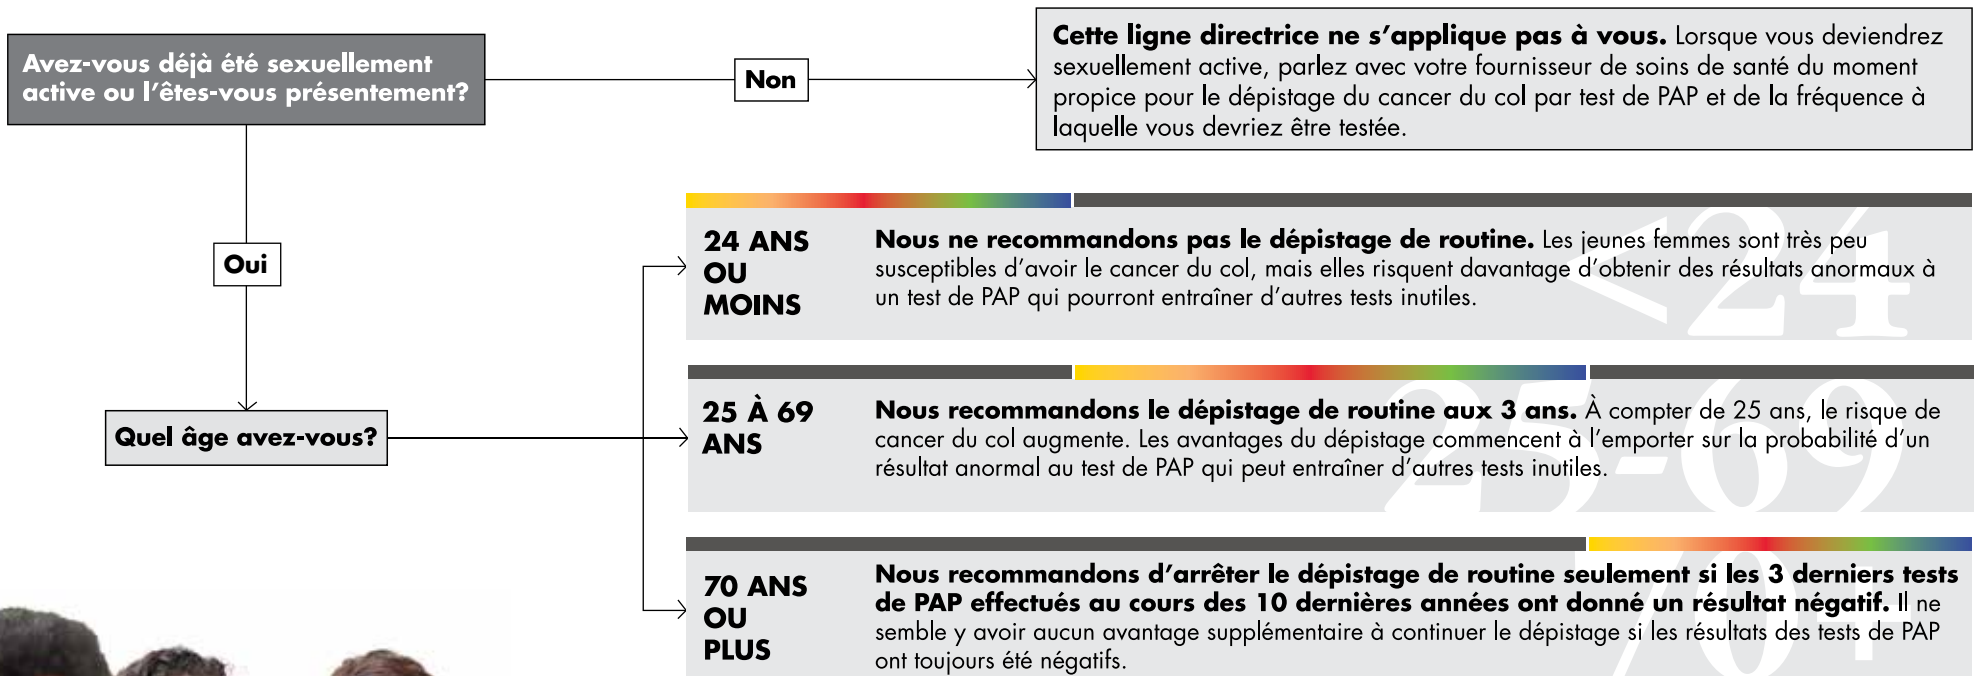 Avez-vous déjà été sexuellement
active ou l'êtes-vous présentement?
Non
Cette ligne directrice ne s'applique pas à vous. Lorsque vous deviendrez
sexuellement active, parlez avec votre fournisseur de soins de santé du moment
propice pour le dépistage du cancer du col par test de PAP et de la fréquence à
laquelle vous devriez être testée.
Oui
Quel âge avez-vous?
<24
24 ANS
OU
MOINS
Nous ne recommandons pas le dépistage de routine. Les jeunes femmes sont très peu
susceptibles d'avoir le cancer du col, mais elles risquent davantage d'obtenir des résultats anormaux à
un test de PAP qui pourront entraîner d'autres tests inutiles.
25-69
25 À 69
ANS
Nous recommandons le dépistage de routine aux 3 ans. À compter de 25 ans, le risque de
cancer du col augmente. Les avantages du dépistage commencent à l'emporter sur la probabilité d'un
résultat anormal au test de PAP qui peut entraîner d'autres tests inutiles.
70+
70 ANS
OU
PLUS
Nous recommandons d'arrêter le dépistage de routine seulement si les 3 derniers tests
de PAP effectués au cours des 10 dernières années ont donné un résultat négatif. Il ne
semble y avoir aucun avantage supplémentaire à continuer le dépistage si les résultats des tests de PAP
ont toujours été négatifs.